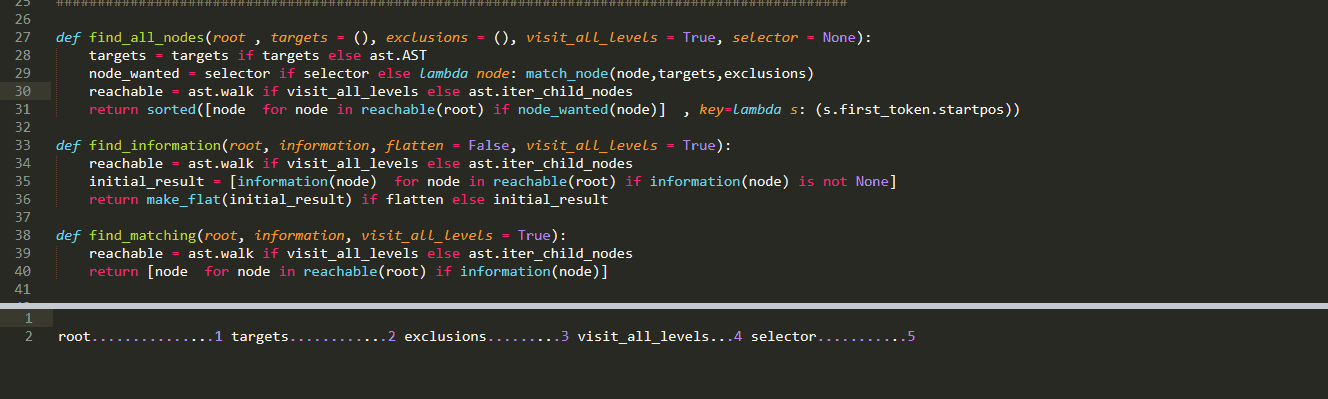 25 ################################################################################################
26
27 def find_all_nodes(root , targets = (), exclusions = (), visit_all_levels = True, selector = None):
28     targets = targets if targets else ast.AST
29     node_wanted = selector if selector else lambda node: match_node(node,targets,exclusions)
30     reachable = ast.walk if visit_all_levels else ast.iter_child_nodes
31     return sorted([node  for node in reachable(root) if node_wanted(node)]  , key=lambda s: (s.first_token.startpos))
32
33 def find_information(root, information, flatten = False, visit_all_levels = True):
34     reachable = ast.walk if visit_all_levels else ast.iter_child_nodes
35     initial_result = [information(node)  for node in reachable(root) if information(node) is not None]
36     return make_flat(initial_result) if flatten else initial_result
37
38 def find_matching(root, information, visit_all_levels = True):
39     reachable = ast.walk if visit_all_levels else ast.iter_child_nodes
40     return [node  for node in reachable(root) if information(node)]
41
1
2 root...............1 targets............2 exclusions.........3 visit_all_levels...4 selector...........5